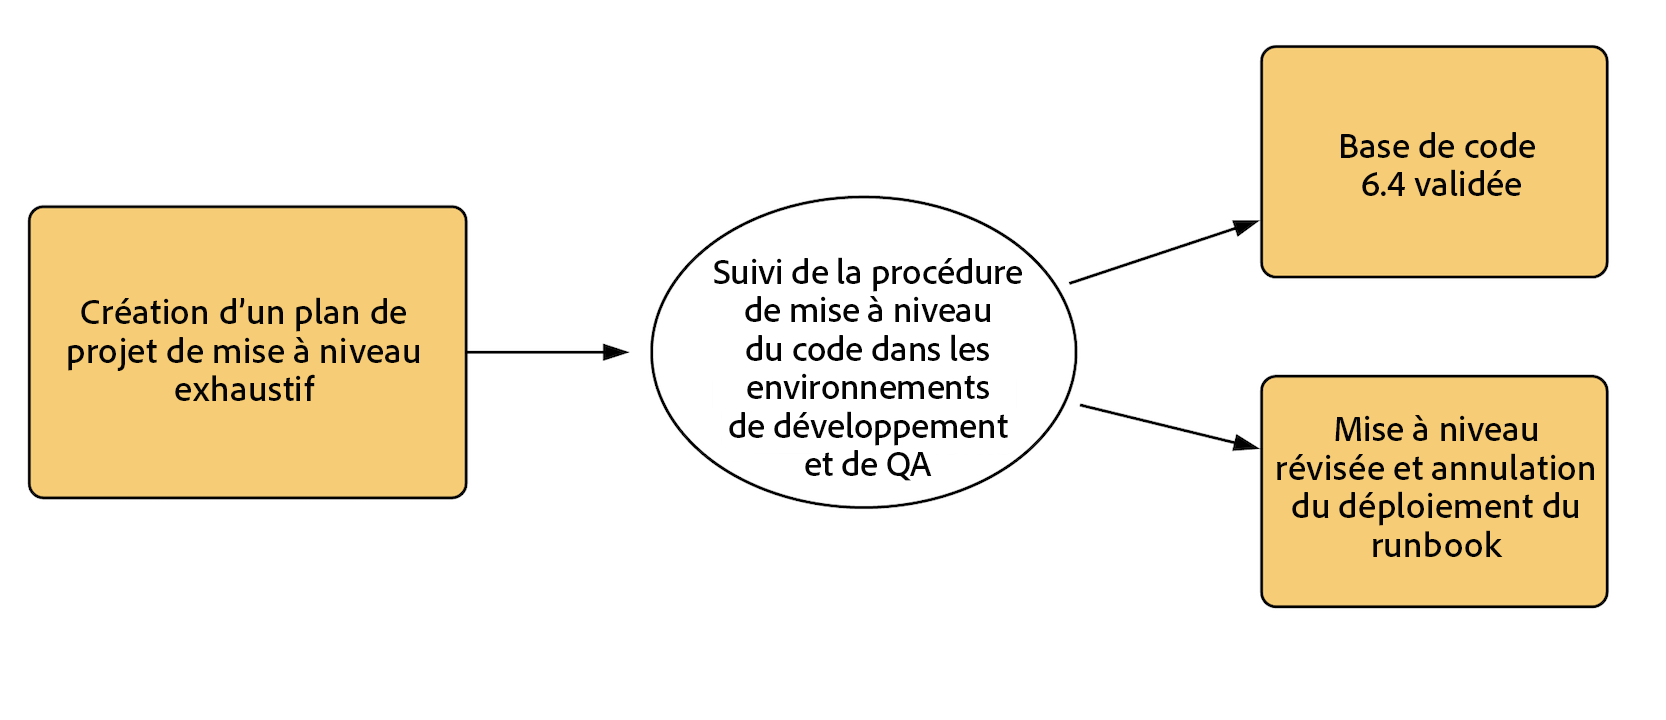 Création d’un plan de
projet de mise à niveau
exhaustif
Suivi de la procédure
de mise à niveau
du code dans les
environnements
de développement
et de QA
Base de code
6.4 validée
Mise à niveau
révisée et annulation
du déploiement du
runbook